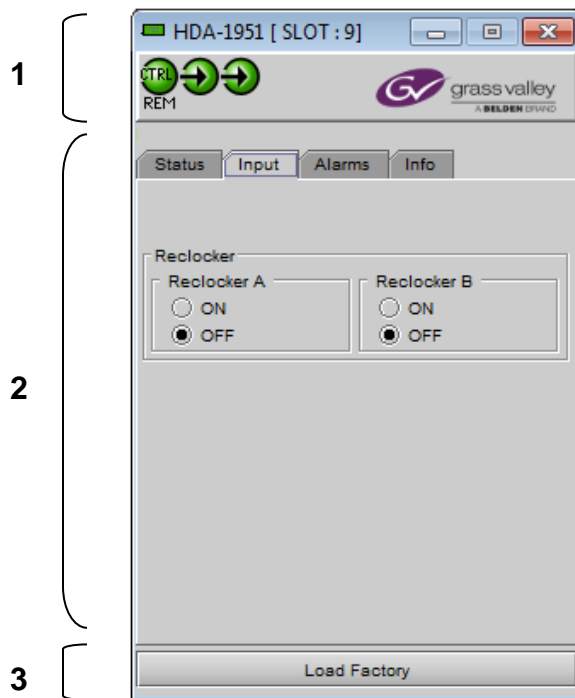 1
HDA-1951 [ SLOT : 9]
CTRL
REM
GV
grass valley
A BELDEN BRAND
2
Status Input Alarms Info
Reclocker
Reclocker A Reclocker B
ON ON
OFF OFF
3
Load Factory